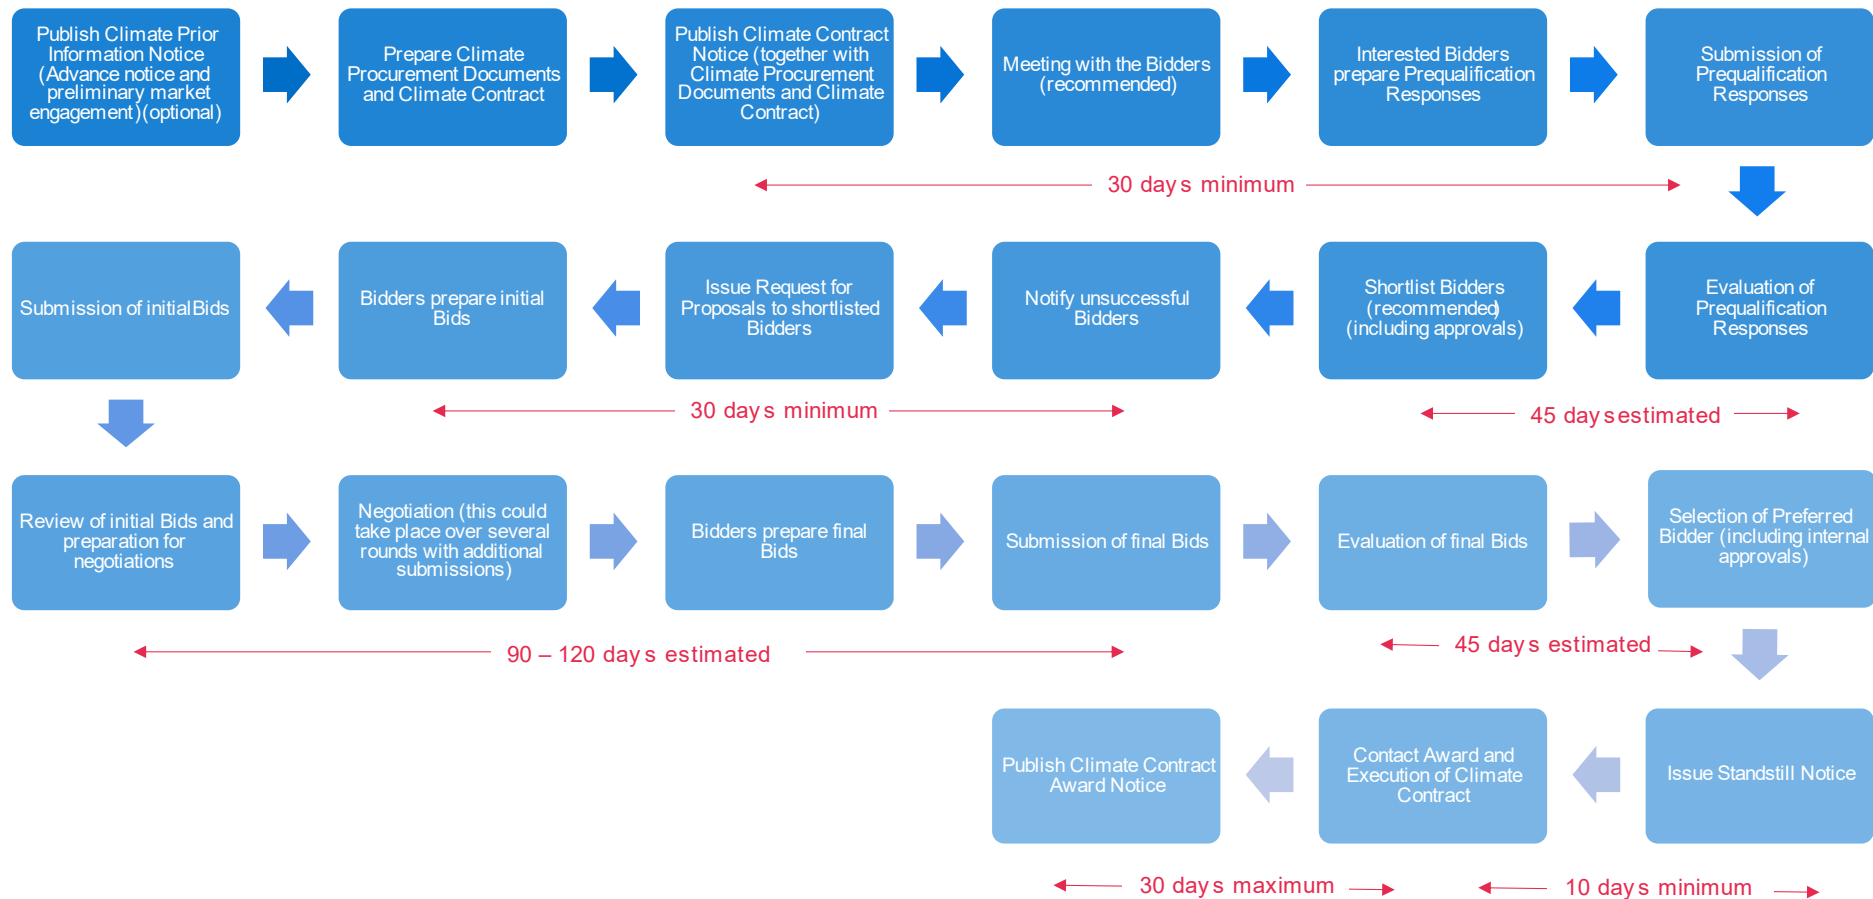 Publish Climate Prior
Information Notice
(Advance notice and
preliminary market
engagement)(optional)
Prepare Climate
Procurement Documents
and Climate Contract
Publish Climate Contract
Notice (together with
Climate Procurement
Documents and Climate
Contract)
Meeting with the Bidders
(recommended)
Interested Bidders
prepare Prequalification
Responses
Submission of
Prequalification
Responses
30 days minimum
Evaluation of
Prequalification
Responses
Shortlist Bidders
(recommended)
(including approvals)
Notify unsuccessful
Bidders
Issue Request for
Proposals to shortlisted
Bidders
Bidders prepare initial
Bids
Submission of initialBids
30 days minimum
45 daysestimated
Review of initial Bids and
preparation for
negotiations
Negotiation (this could
take place over several
rounds with additional
submissions)
Bidders prepare final
Bids
Submission of final Bids
Evaluation of final Bids
Selection of Preferred
Bidder (including internal
approvals)
90 – 120 days estimated
45 days estimated
Issue Standstill Notice
Contact Award and
Execution of Climate
Contract
Publish Climate Contract
Award Notice
30 days maximum
10 days minimum